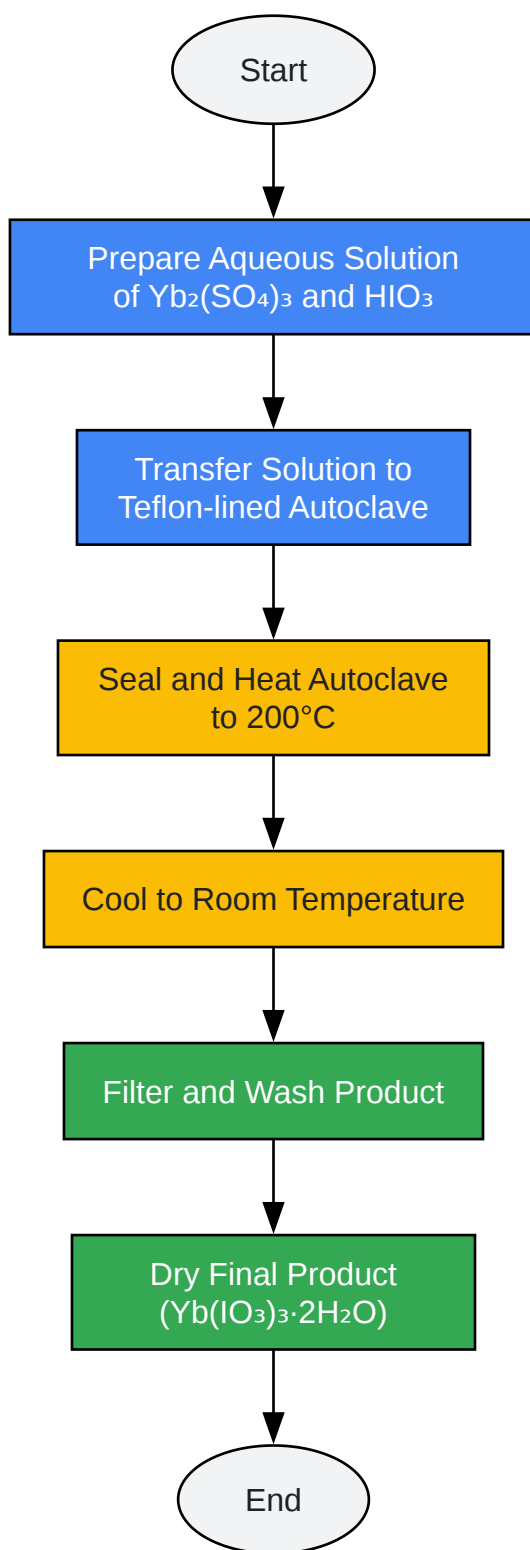 Start
Prepare Aqueous Solution
of Yb₂(SO₄)₃ and HIO₃
Transfer Solution to
Teflon-lined Autoclave
Seal and Heat Autoclave
to 200°C
Cool to Room Temperature
Filter and Wash Product
Dry Final Product
(Yb(IO₃)₃·2H₂O)
End